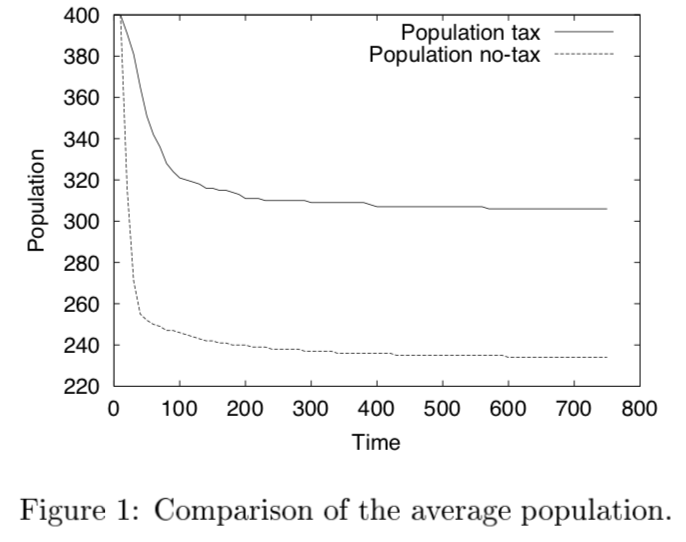 400
380
360
340
320
300
280
260
240
220
Population
Population tax
Population no-tax
0 100 200 300 400 500 600 700 800
Time
Figure 1: Comparison of the average population.